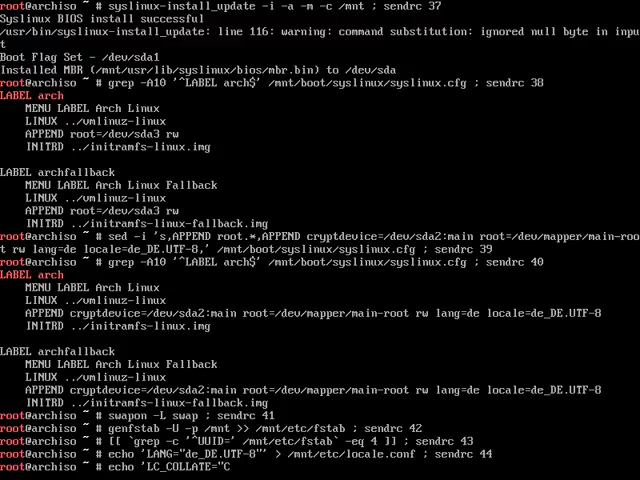 root@archiso ~ # syslinux-install_update -i -a -m -c /mnt ; sendrc 37
Syslinux BIOS install successful
/usr/bin/syslinux-install_update: line 116: warning: command substitution: ignored null byte in inpu
t
Boot Flag Set - /dev/sda1
Installed MBR (/mnt/usr/lib/syslinux/bios/mbr.bin) to /dev/sda
root@archiso ~ # grep -A10 '^LABEL arch$' /mnt/boot/syslinux/syslinux.cfg ; sendrc 38
LABEL arch
    MENU LABEL Arch Linux
    LINUX ../vmlinuz-linux
    APPEND root=/dev/sda3 rw
    INITRD ../initramfs-linux.img
LABEL archfallback
    MENU LABEL Arch Linux Fallback
    LINUX ../vmlinuz-linux
    APPEND root=/dev/sda3 rw
    INITRD ../initramfs-linux-fallback.img
root@archiso ~ # sed -i 's,APPEND root.*,APPEND cryptdevice=/dev/sda2:main root=/dev/mapper/main-roo
t rw lang=de locale=de_DE.UTF-8,' /mnt/boot/syslinux/syslinux.cfg ; sendrc 39
root@archiso ~ # grep -A10 '^LABEL arch$' /mnt/boot/syslinux/syslinux.cfg ; sendrc 40
LABEL arch
    MENU LABEL Arch Linux
    LINUX ../vmlinuz-linux
    APPEND cryptdevice=/dev/sda2:main root=/dev/mapper/main-root rw lang=de locale=de_DE.UTF-8
    INITRD ../initramfs-linux.img
LABEL archfallback
    MENU LABEL Arch Linux Fallback
    LINUX ../vmlinuz-linux
    APPEND cryptdevice=/dev/sda2:main root=/dev/mapper/main-root rw lang=de locale=de_DE.UTF-8
    INITRD ../initramfs-linux-fallback.img
root@archiso ~ # swapon -L swap ; sendrc 41
root@archiso ~ # genfstab -U -p /mnt >> /mnt/etc/fstab ; sendrc 42
root@archiso ~ # [[ `grep -c '^UUID=' /mnt/etc/fstab` -eq 4 ]] ; sendrc 43
root@archiso ~ # echo 'LANG="de_DE.UTF-8"' > /mnt/etc/locale.conf ; sendrc 44
root@archiso ~ # echo 'LC_COLLATE="C